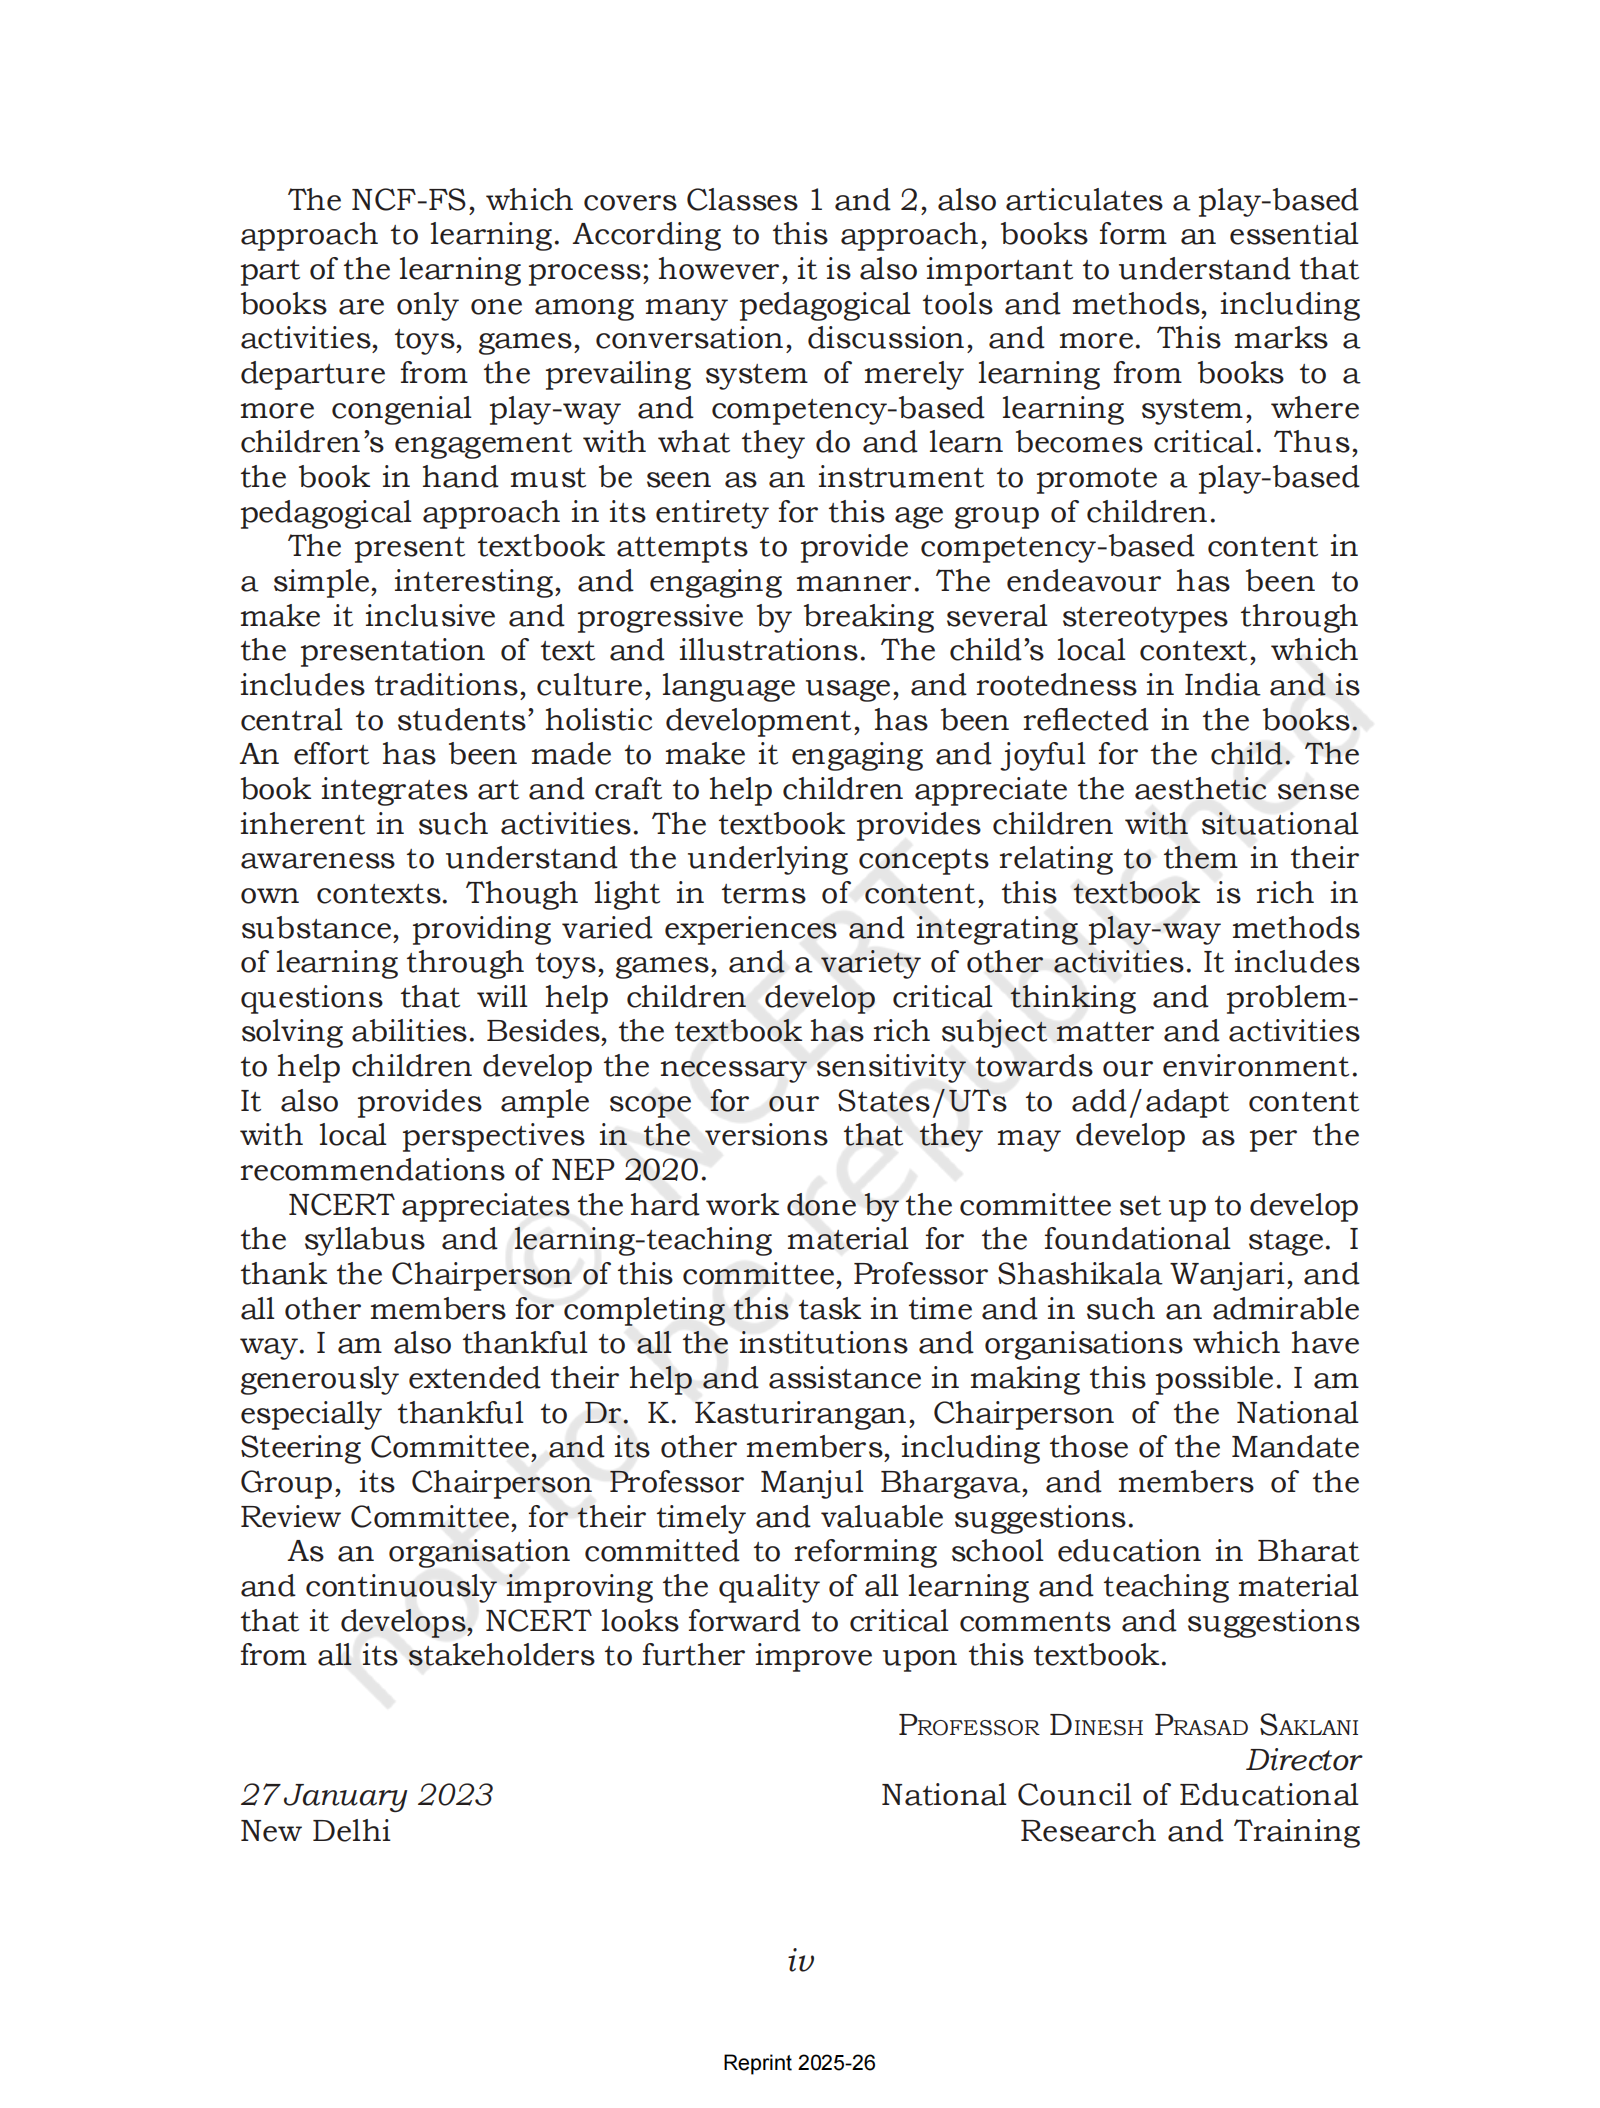 The NCF-FS, which covers Classes 1 and 2, also articulates a play-based
approach to learning. According to this approach, books form an essential
part of the learning process; however, it is also important to understand that
books are only one among many pedagogical tools and methods, including
activities, toys, games, conversation, discussion, and more. This marks a
departure from the prevailing system of merely learning from books to a
more congenial play-way and competency-based learning system, where
children’s engagement with what they do and learn becomes critical. Thus,
the book in hand must be seen as an instrument to promote a play-based
pedagogical approach in its entirety for this age group of children.
The present textbook attempts to provide competency-based content in
a simple, interesting, and engaging manner. The endeavour has been to
make it inclusive and progressive by breaking several stereotypes through
the presentation of text and illustrations. The child’s local context, which
includes traditions, culture, language usage, and rootedness in India and is
central to students’ holistic development, has been reflected in the books.
An effort has been made to make it engaging and joyful for the child. The
book integrates art and craft to help children appreciate the aesthetic sense
inherent in such activities. The textbook provides children with situational
awareness to understand the underlying concepts relating to them in their
own contexts. Though light in terms of content, this textbook is rich in
substance, providing varied experiences and integrating play-way methods
of learning through toys, games, and a variety of other activities. It includes
questions that will help children develop critical thinking and problem-
solving abilities. Besides, the textbook has rich subject matter and activities
to help children develop the necessary sensitivity towards our environment.
It also provides ample scope for our States/UTs to add/adapt content
with local perspectives in the versions that they may develop as per the
recommendations of NEP 2020.
NCERT appreciates the hard work done by the committee set up to develop
the syllabus and learning-teaching material for the foundational stage. I
thank the Chairperson of this committee, Professor Shashikala Wanjari, and
all other members for completing this task in time and in such an admirable
way. I am also thankful to all the institutions and organisations which have
generously extended their help and assistance in making this possible. I am
especially thankful to Dr. K. Kasturirangan, Chairperson of the National
Steering Committee, and its other members, including those of the Mandate
Group, its Chairperson Professor Manjul Bhargava, and members of the
Review Committee, for their timely and valuable suggestions.
As an organisation committed to reforming school education in Bharat
and continuously improving the quality of all learning and teaching material
that it develops, NCERT looks forward to critical comments and suggestions
from all its stakeholders to further improve upon this textbook.
Professor Dinesh Prasad Saklani
Director
27 January 2023 National Council of Educational
New Delhi Research and Training
iv
Reprint 2025-26
© NCERT
not to be republished